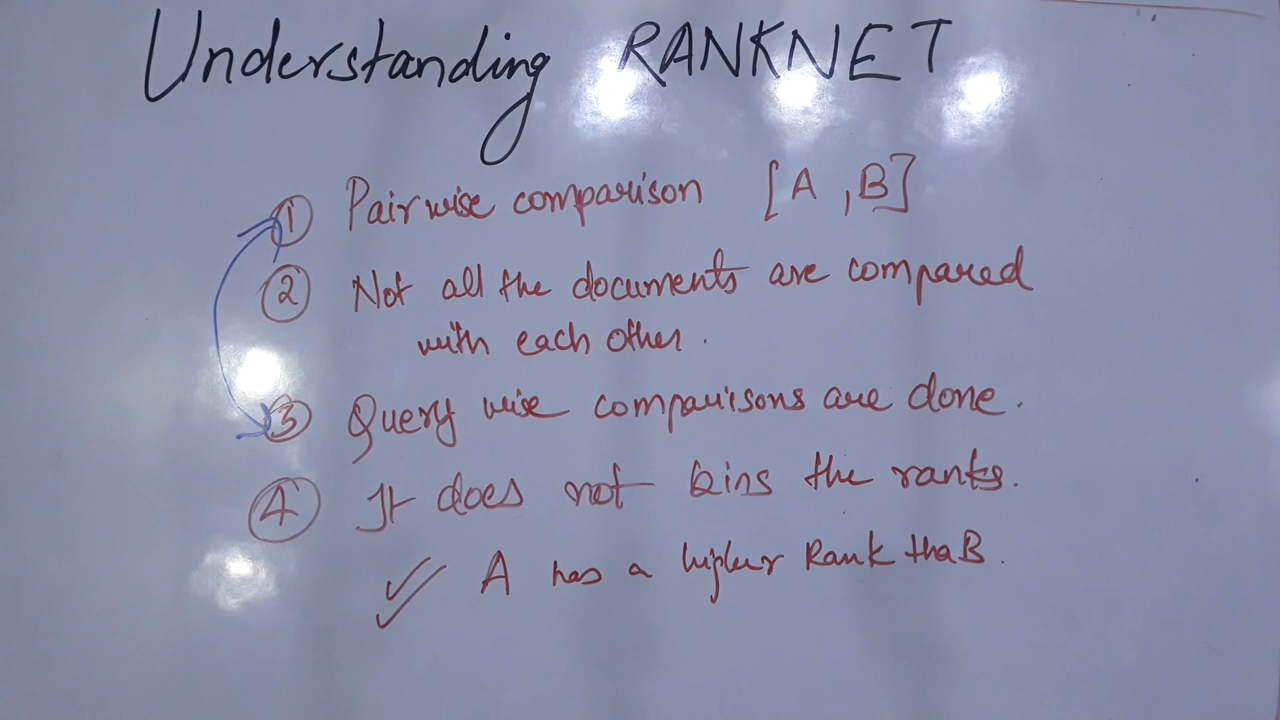 Understanding RANKNET
① Pairwise comparison [A , B]
② Not all the documents are compared
with each other.
③ Query wise comparisons are done.
④ It does not bins the ranks.
A has a higher Rank tha B.